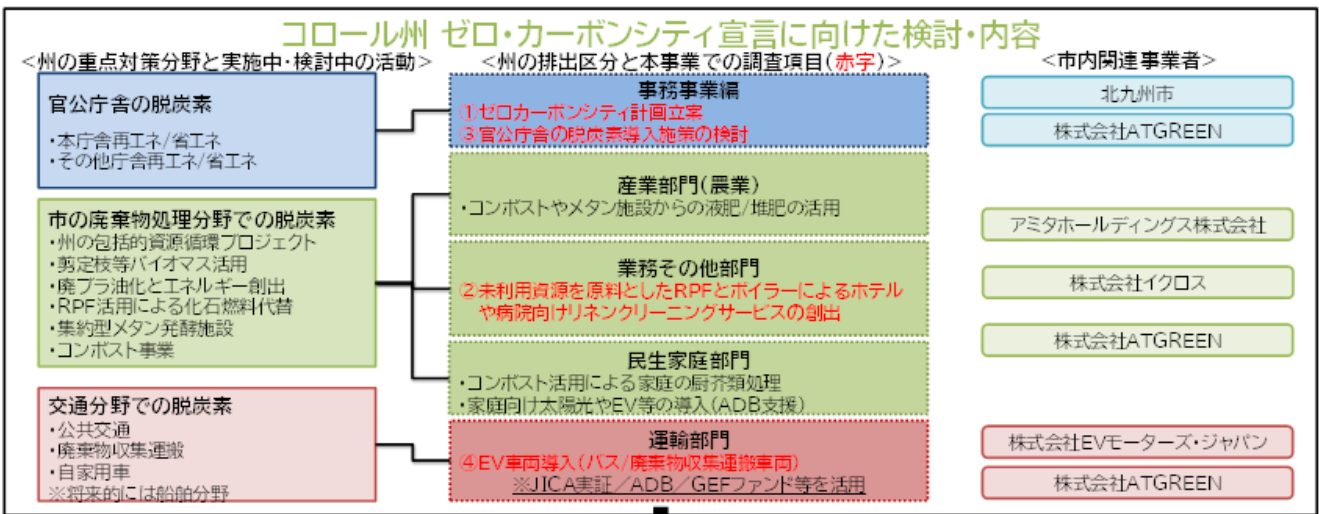 コロール州 ゼロ・カーボンシティ宣言に向けた検討・内容
<州の重点対策分野と実施中・検討中の活動>
官公庁舎の脱炭素
・本庁舎再エネ/省エネ
・その他庁舎再エネ/省エネ
市の廃棄物処理分野での脱炭素
・州の包括的資源循環プロジェクト
・剪定枝等バイオマス活用
・廃プラ油化とエネルギー創出
・RPF活用による化石燃料代替
・集約型メタン発酵施設
・コンポスト事業
交通分野での脱炭素
・公共交通
・廃棄物収集運搬
・自家用車
※将来的には船舶分野
<州の排出区分と本事業での調査項目(赤字)>
事務事業編
①ゼロカーボンシティ計画立案
③官公庁舎の脱炭素導入施策の検討
産業部門(農業)
・コンポストやメタン施設からの液肥/堆肥の活用
業務その他部門
②未利用資源を原料としたRPFとボイラーによるホテル
や病院向けリネンクリーニングサービスの創出
民生家庭部門
・コンポスト活用による家庭の厨芥類処理
・家庭向け太陽光やEV等の導入(ADB支援)
運輸部門
④EV車両導入(バス/廃棄物収集運搬車両)
※JICA実証/ADB/GEFファンド等を活用
<市内関連事業者>
北九州市
株式会社ATGREEN
アミタホールディングス株式会社
株式会社イクロス
株式会社ATGREEN
株式会社EVモーターズ・ジャパン
株式会社ATGREEN